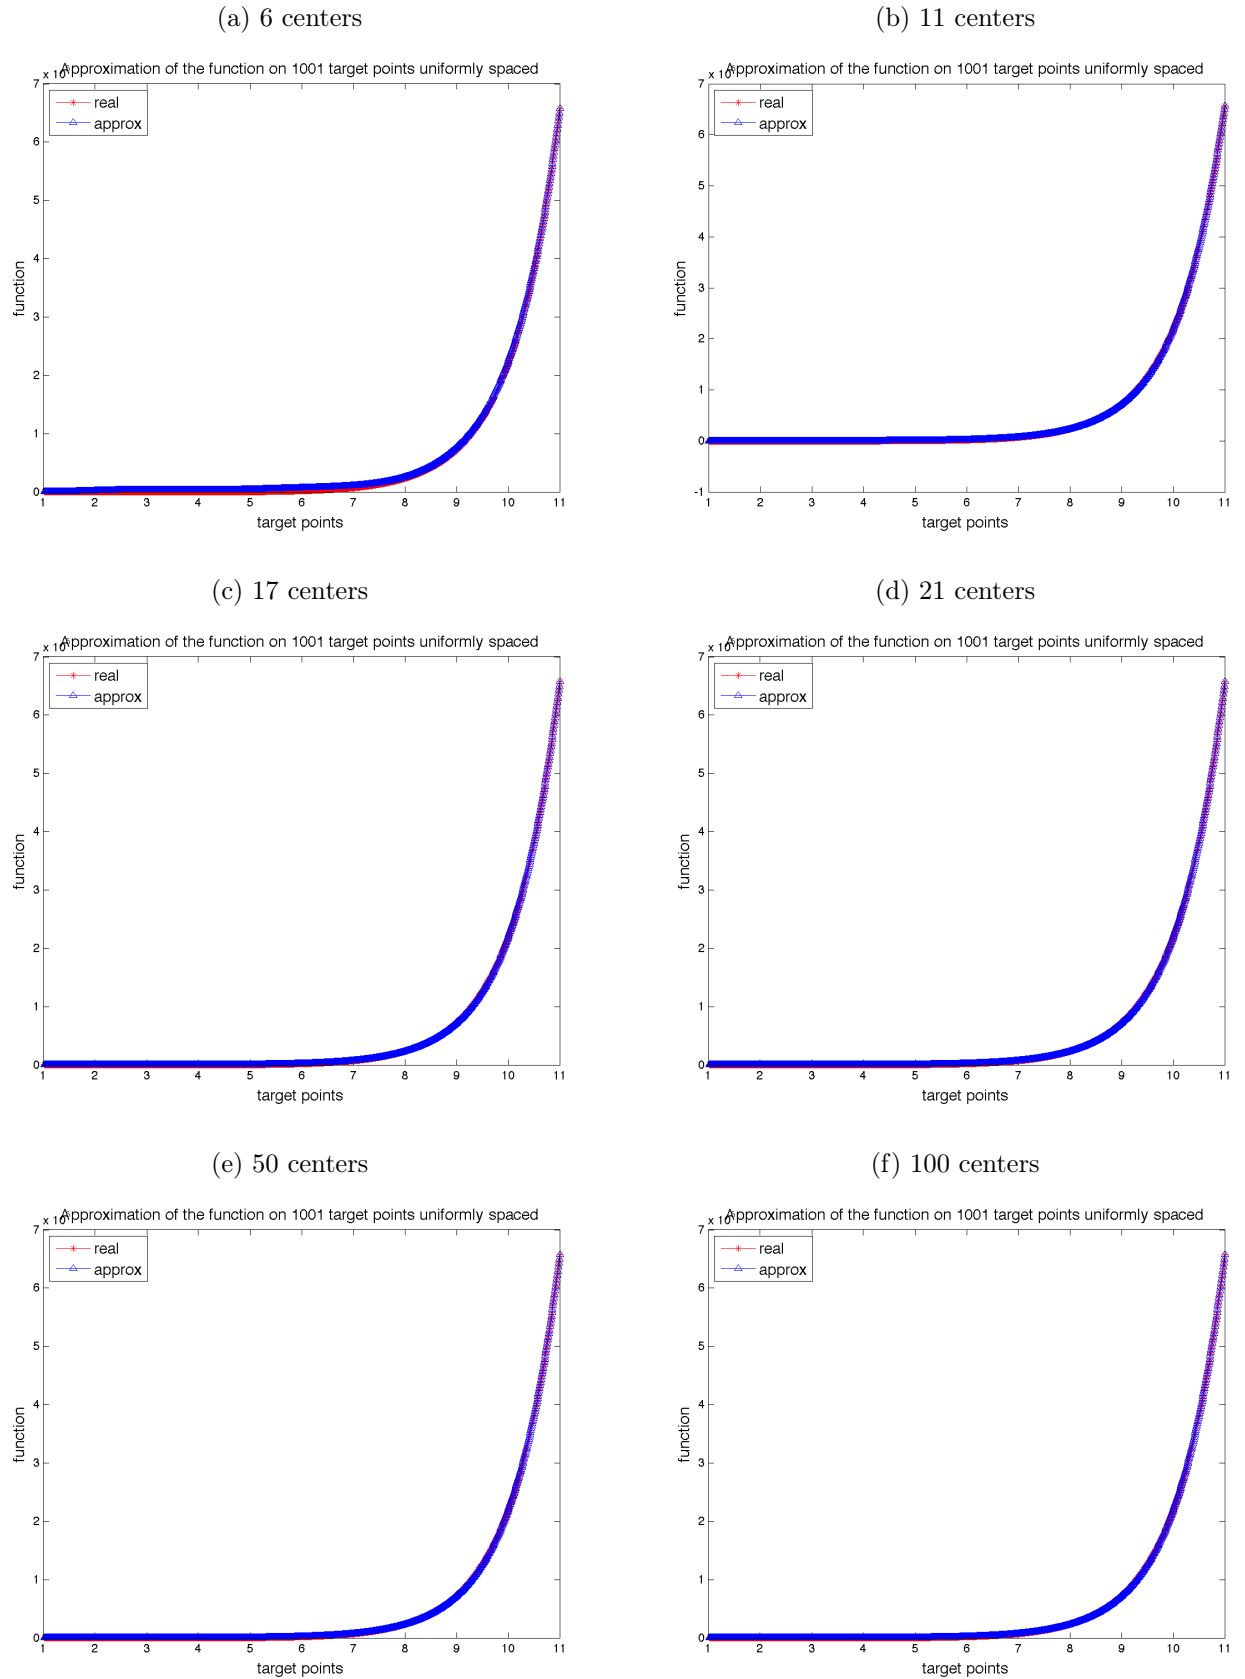 (a) 6 centers
x 10
Approximation of the function on 1001 target points uniformly spaced
real
approx
7
6
5
4
3
2
1
0
function
1 2 3 4 5 6 7 8 9 10 11
target points
(b) 11 centers
x 10
Approximation of the function on 1001 target points uniformly spaced
real
approx
7
6
5
4
3
2
1
0
-1
function
1 2 3 4 5 6 7 8 9 10 11
target points
(c) 17 centers
x 10
Approximation of the function on 1001 target points uniformly spaced
real
approx
7
6
5
4
3
2
1
0
function
1 2 3 4 5 6 7 8 9 10 11
target points
(d) 21 centers
x 10
Approximation of the function on 1001 target points uniformly spaced
real
approx
7
6
5
4
3
2
1
0
function
1 2 3 4 5 6 7 8 9 10 11
target points
(e) 50 centers
x 10
Approximation of the function on 1001 target points uniformly spaced
real
approx
7
6
5
4
3
2
1
0
function
1 2 3 4 5 6 7 8 9 10 11
target points
(f) 100 centers
x 10
Approximation of the function on 1001 target points uniformly spaced
real
approx
7
6
5
4
3
2
1
0
function
1 2 3 4 5 6 7 8 9 10 11
target points